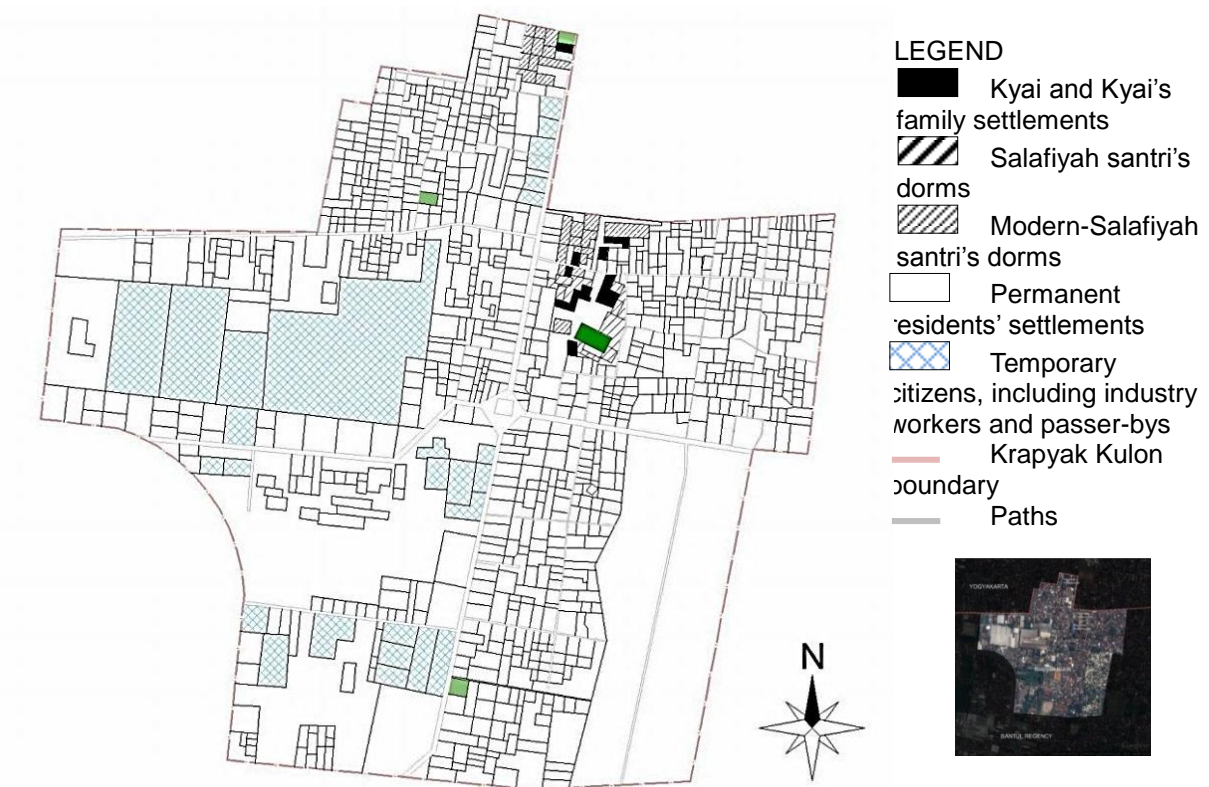 LEGEND
Kyai and Kyai's
family settlements
Salafiyah santri's
dorms
Modern-Salafiyah
santri's dorms
Permanent
residents' settlements
Temporary
citizens, including industry
workers and passer-bys
Krapyak Kulon
boundary
Paths
N
YOGYAKARTA
BANTUL REGENCY